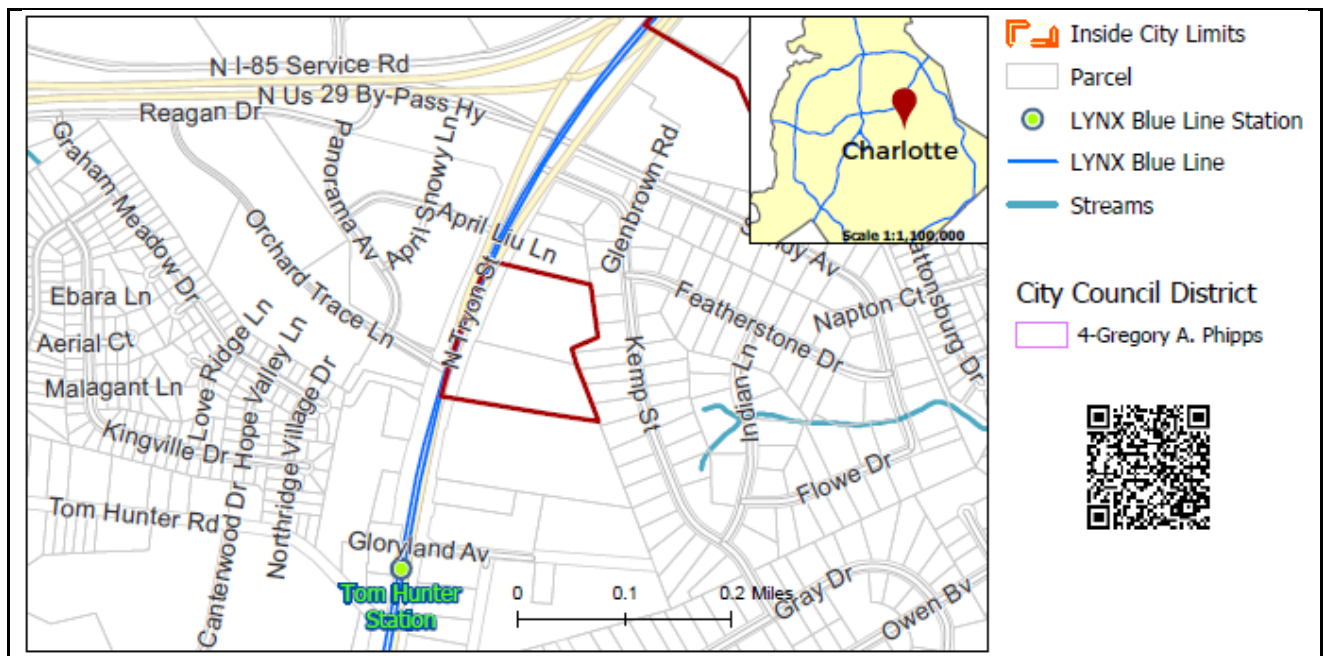 N I-85 Service Rd
N Us 29 By-Pass Hy
Reagan Dr
Panorama Av
April Snowy Ln
Graham Meadow Dr
Glenbrown Rd
April Liu Ln
Orchard Trace Ln
N Tryon St
Featherstone Dr
Napton Ct
Ebara Ln
Aerial Ct
Malagant Ln
Love Ridge Ln
Hope Valley Ln
Northridge Village Dr
Kingville Dr
Canterwood Dr
Kemp St
Indian Ln
Flowe Dr
Tom Hunter Rd
Gloryland Av
Tom Hunter
Station
0 0.1 0.2 Miles
Gray Dr
Owen Bv
Charlotte
Scale 1:1,100,000
Inside City Limits
Parcel
LYNX Blue Line Station
LYNX Blue Line
Streams
City Council District
4-Gregory A. Phipps